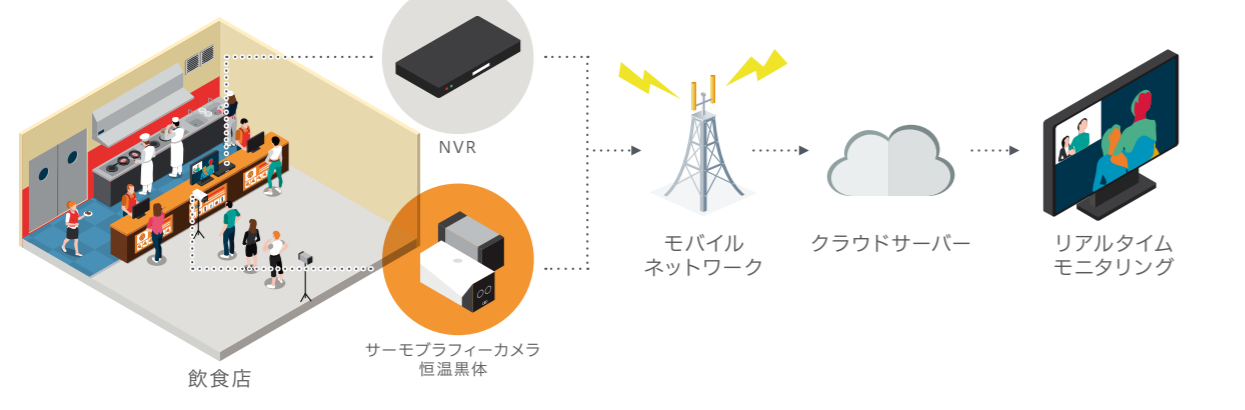 NVR
サーモブラフィーカメラ
恒温黒体
飲食店
モバイル
ネットワーク
クラウドサーバー
リアルタイム
モニタリング